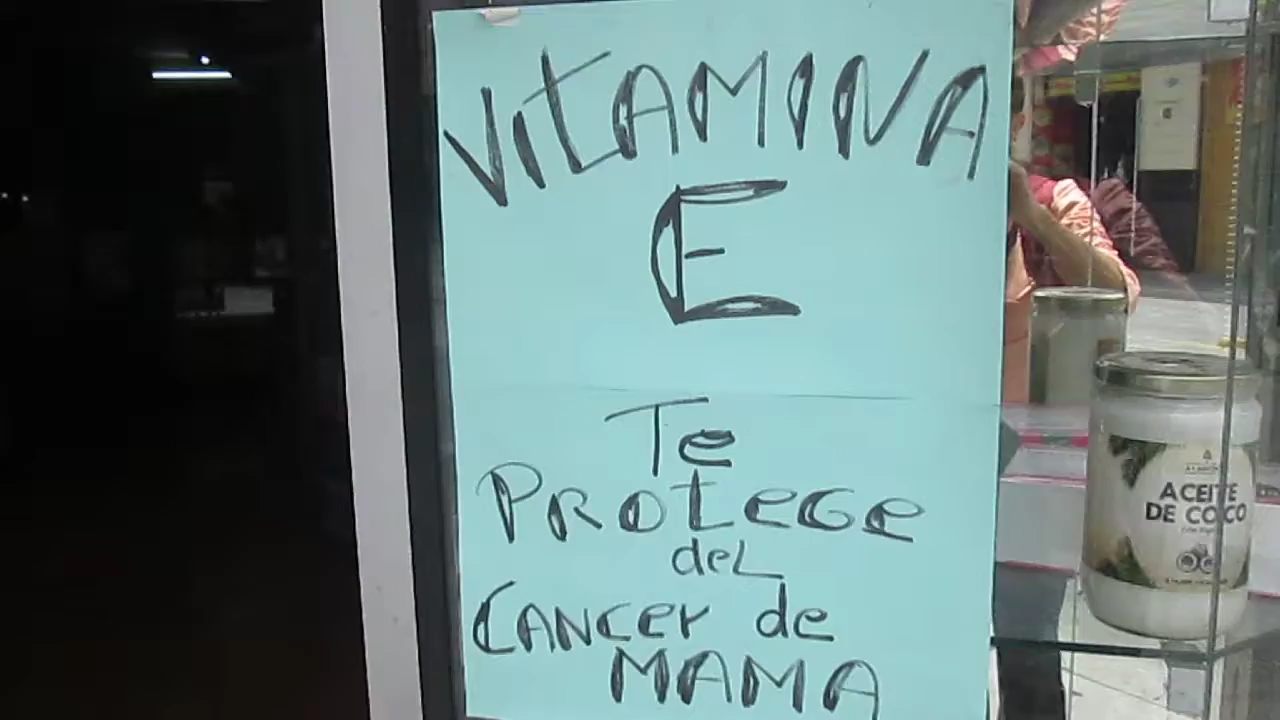 VitAMINA
E
Te
PROtEGE
deL
CANCer de
MAMA
ACEITE
DE COCO